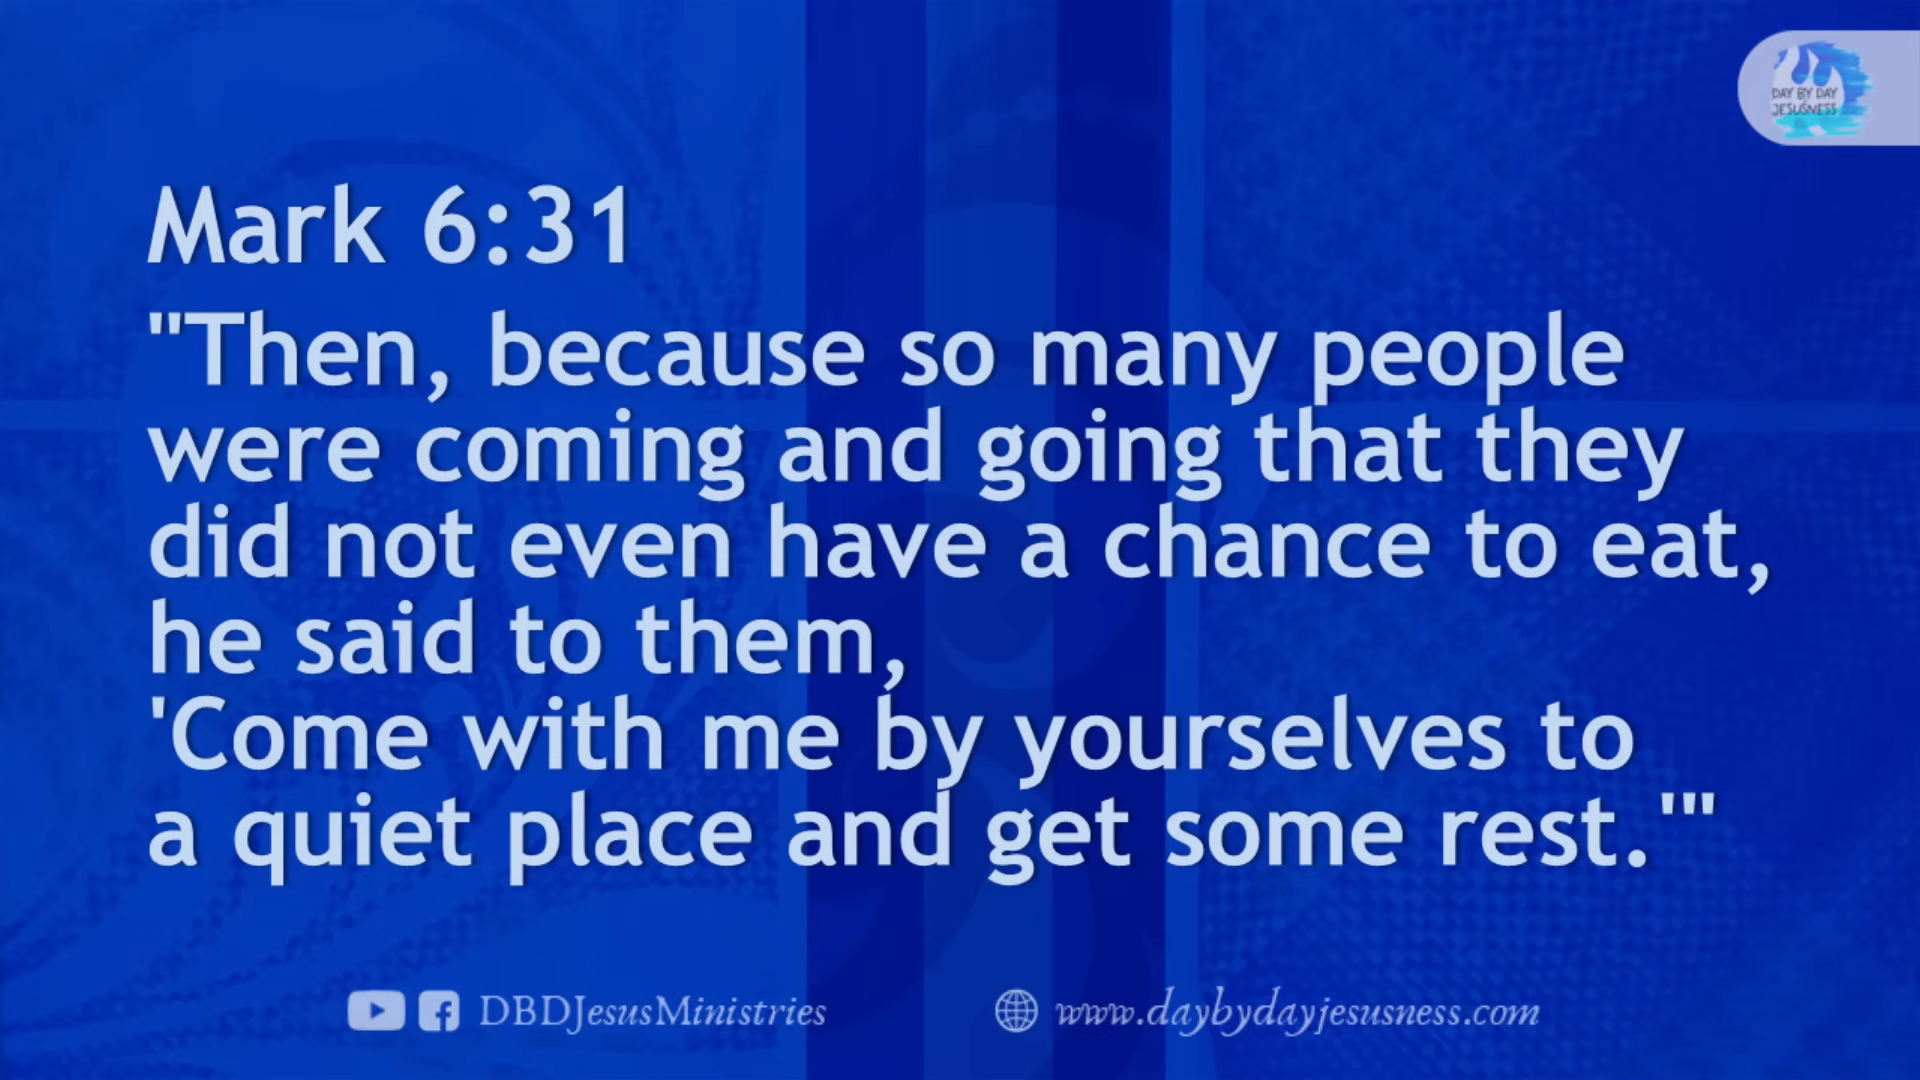 DAY BY DAY
JESUSNESS
Mark 6:31
"Then, because so many people
were coming and going that they
did not even have a chance to eat,
he said to them,
'Come with me by yourselves to
a quiet place and get some rest.'"
DBDJesusMinistries
www.daybydayjesusness.com